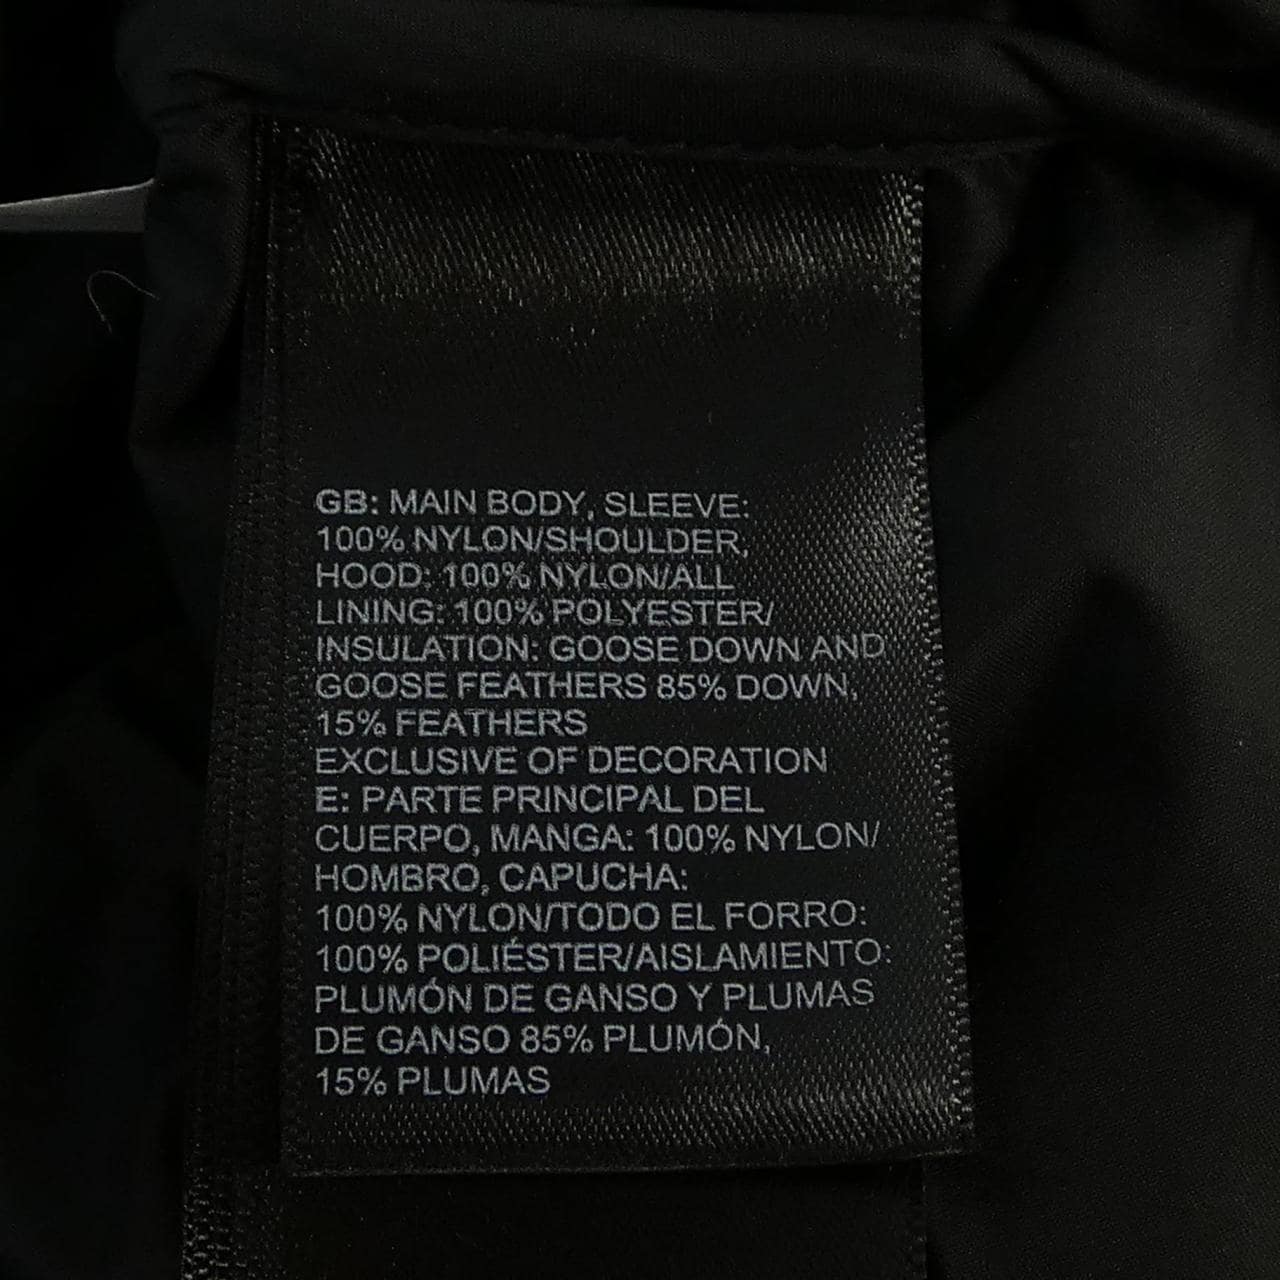 GB: MAIN BODY, SLEEVE:
100% NYLON/SHOULDER,
HOOD: 100% NYLON/ALL
LINING: 100% POLYESTER/
INSULATION: GOOSE DOWN AND
GOOSE FEATHERS 85% DOWN,
15% FEATHERS
EXCLUSIVE OF DECORATION
E: PARTE PRINCIPAL DEL
CUERPO, MANGA: 100% NYLON/
HOMBRO, CAPUCHA:
100% NYLON/TODO EL FORRO:
100% POLIÉSTER/AISLAMIENTO:
PLUMÓN DE GANSO Y PLUMAS
DE GANSO 85% PLUMÓN,
15% PLUMAS